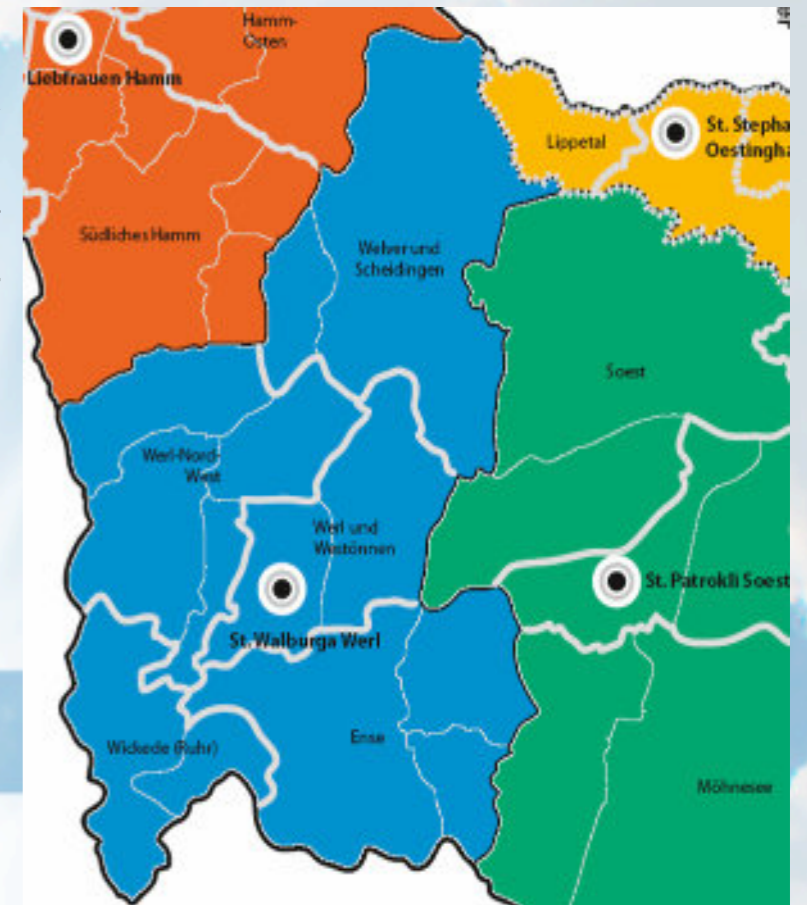 Hamm-
Osten
Liebfrauen Hamm
Lippetal
St. Stepha
Oestingha
Südliches Hamm
Welver und
Scheidingen
Soest
Werl-Nord-
West
Werl und
Westönnen
St. Patrokli Soest
St. Walburga Werl
Wickede (Ruhr)
Ense
Möhnesee